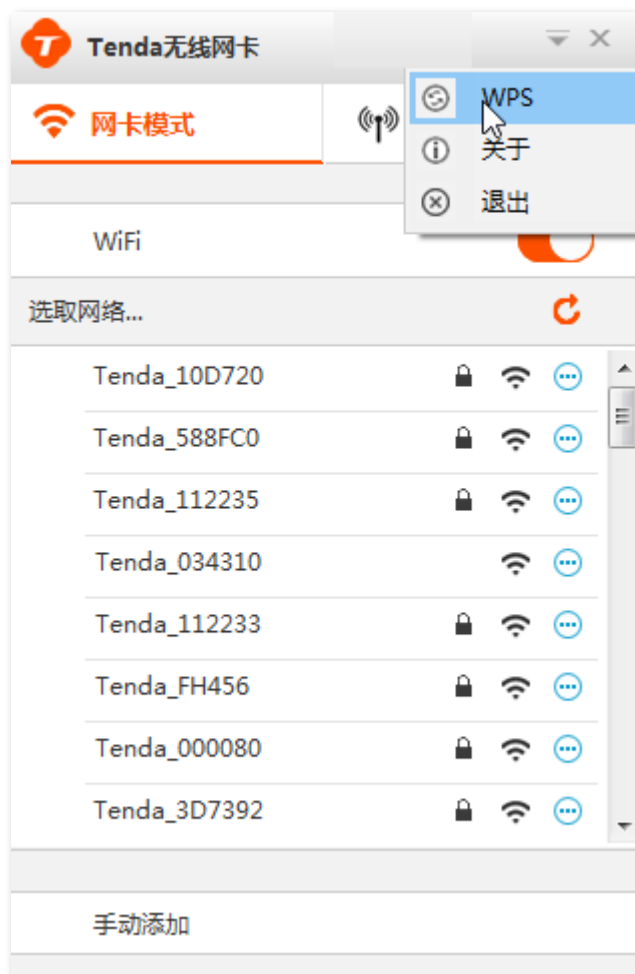 Tenda无线网卡
WPS
网卡模式
关于
退出
WiFi
选取网络...
Tenda_10D720
Tenda_588FC0
Tenda_112235
Tenda_034310
Tenda_112233
Tenda_FH456
Tenda_000080
Tenda_3D7392
手动添加